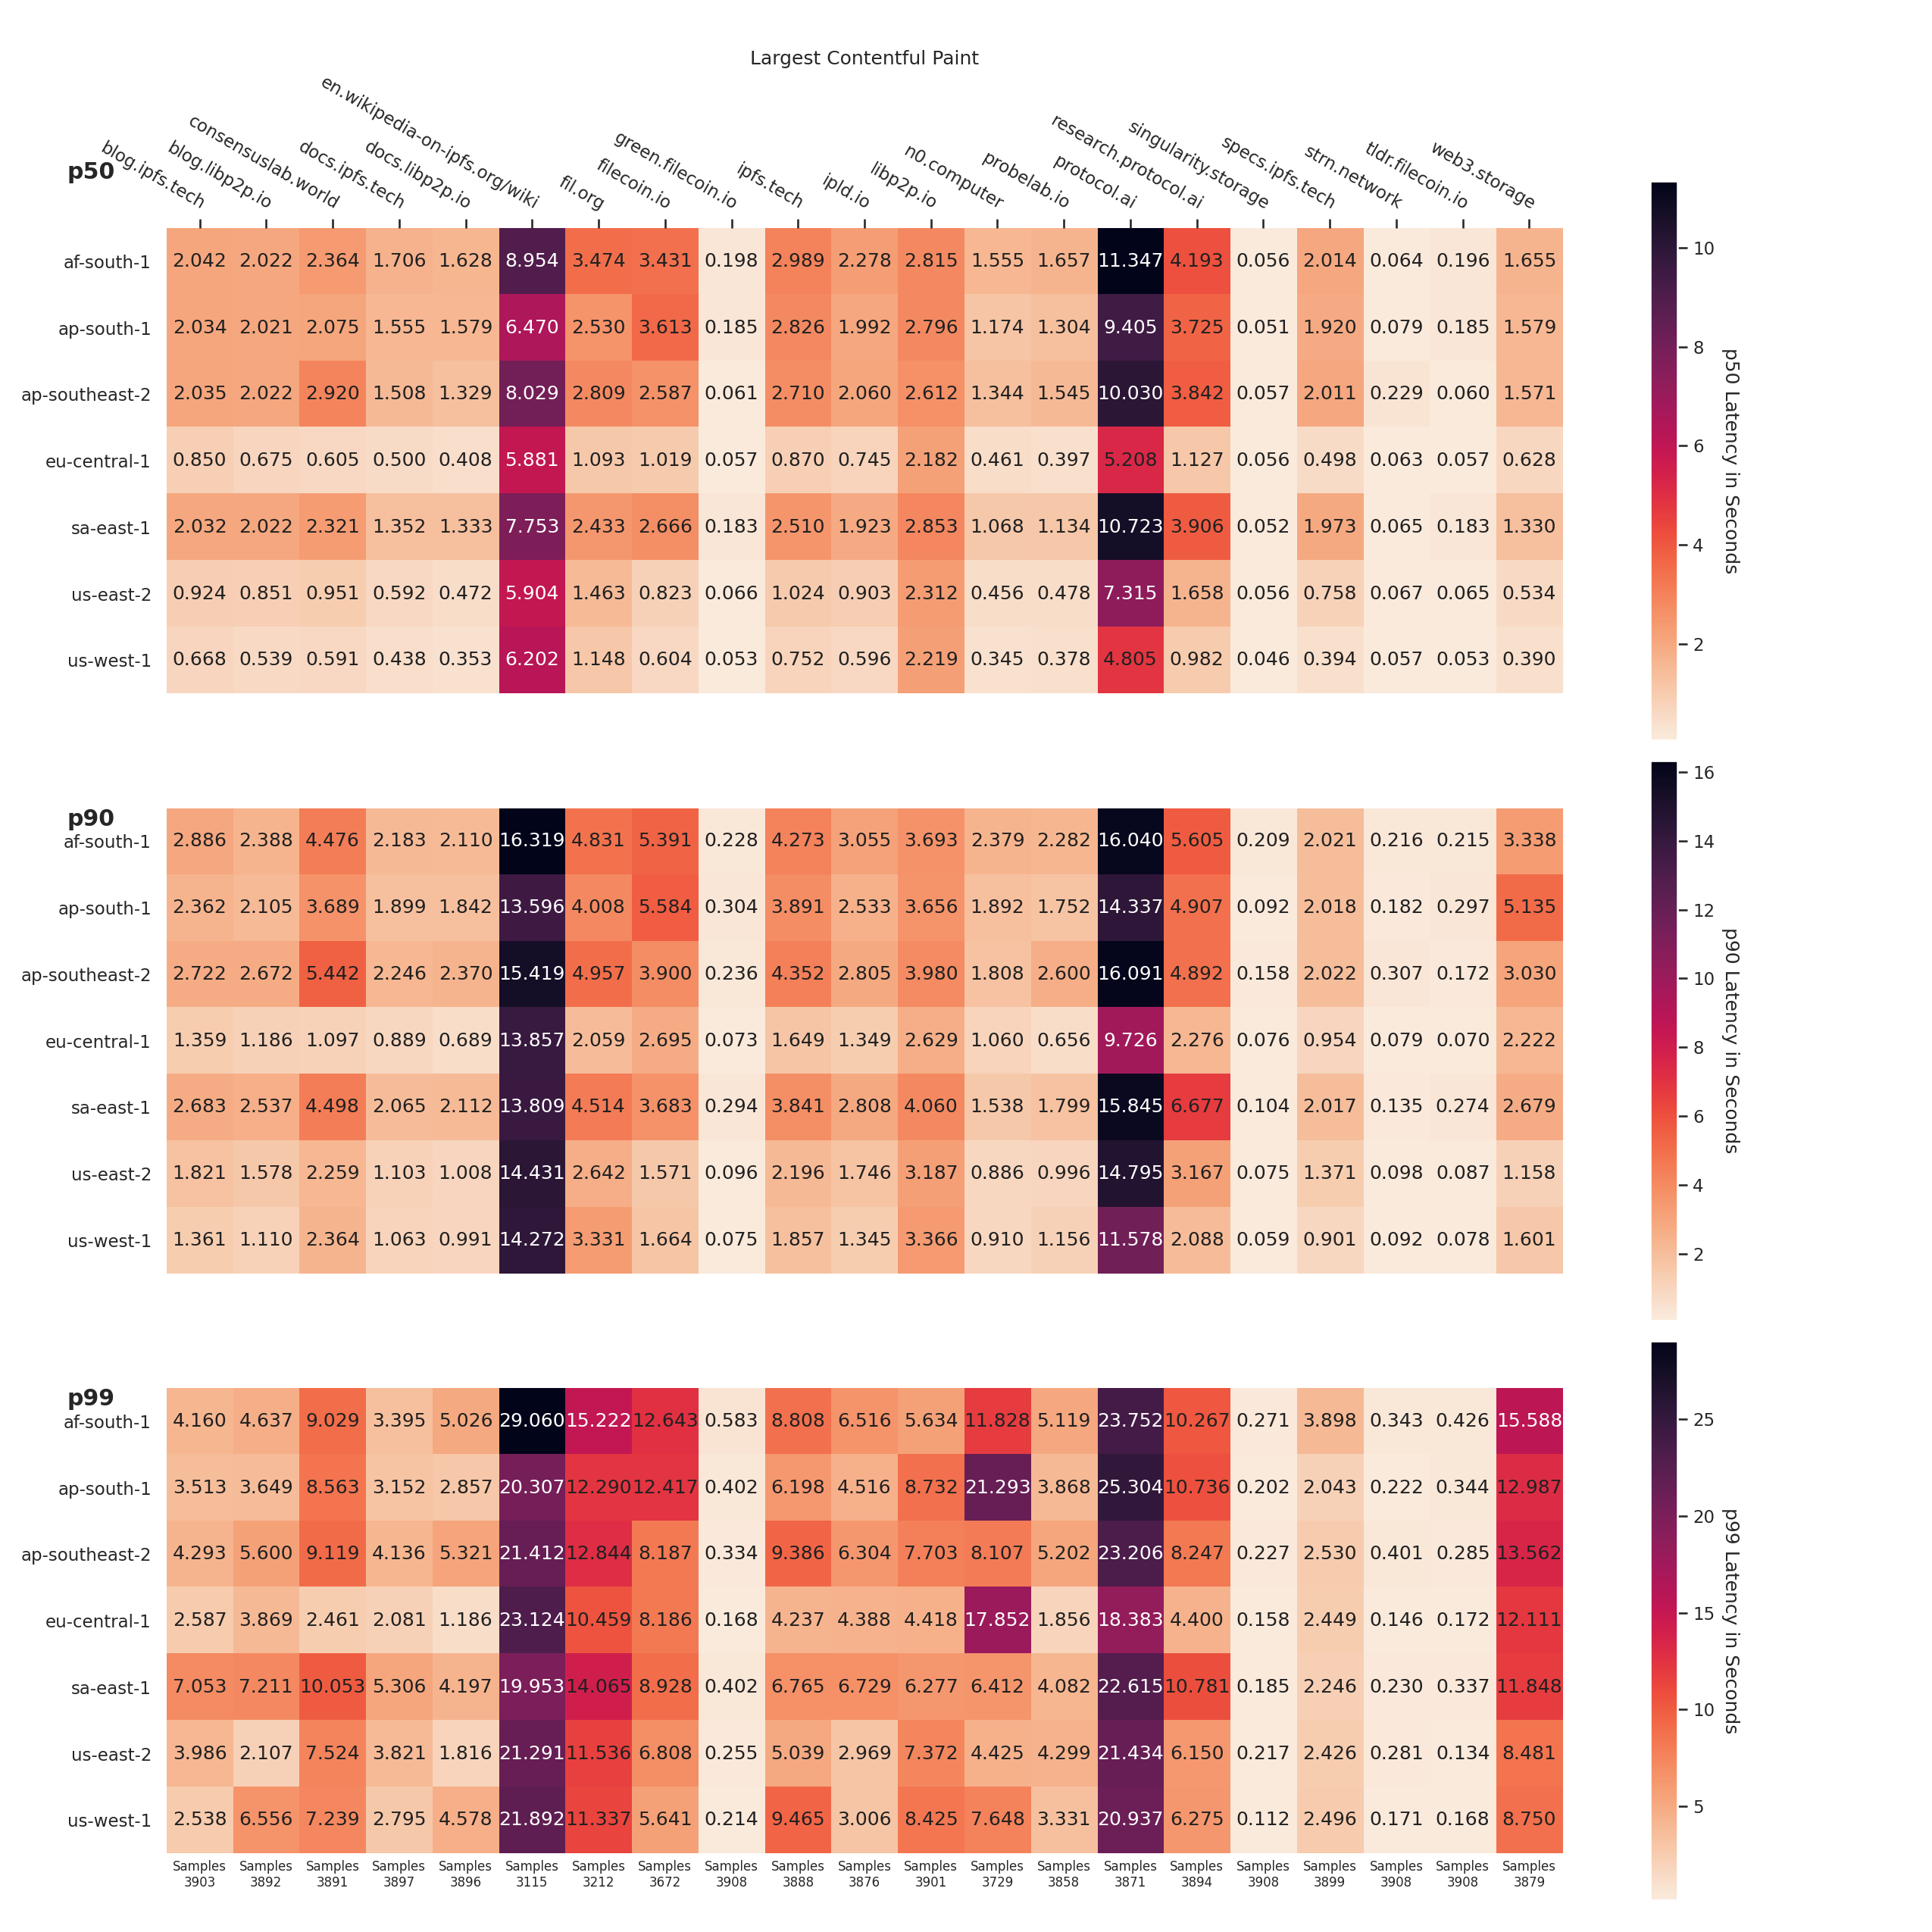 Largest Contentful Paint
blog.ipfs.tech
blog.libp2p.io
consensuslab.world
docs.ipfs.tech
docs.libp2p.io
en.wikipedia-on-ipfs.org/wiki
fil.org
filecoin.io
green.filecoin.io
ipfs.tech
ipld.io
libp2p.io
n0.computer
probelab.io
protocol.ai
research.protocol.ai
singularity.storage
specs.ipfs.tech
strn.network
tldr.filecoin.io
web3.storage
p50
af-south-1 2.042 2.022 2.364 1.706 1.628 8.954 3.474 3.431 0.198 2.989 2.278 2.815 1.555 1.657 11.347 4.193 0.056 2.014 0.064 0.196 1.655
ap-south-1 2.034 2.021 2.075 1.555 1.579 6.470 2.530 3.613 0.185 2.826 1.992 2.796 1.174 1.304 9.405 3.725 0.051 1.920 0.079 0.185 1.579
ap-southeast-2 2.035 2.022 2.920 1.508 1.329 8.029 2.809 2.587 0.061 2.710 2.060 2.612 1.344 1.545 10.030 3.842 0.057 2.011 0.229 0.060 1.571
eu-central-1 0.850 0.675 0.605 0.500 0.408 5.881 1.093 1.019 0.057 0.870 0.745 2.182 0.461 0.397 5.208 1.127 0.056 0.498 0.063 0.057 0.628
sa-east-1 2.032 2.022 2.321 1.352 1.333 7.753 2.433 2.666 0.183 2.510 1.923 2.853 1.068 1.134 10.723 3.906 0.052 1.973 0.065 0.183 1.330
us-east-2 0.924 0.851 0.951 0.592 0.472 5.904 1.463 0.823 0.066 1.024 0.903 2.312 0.456 0.478 7.315 1.658 0.056 0.758 0.067 0.065 0.534
us-west-1 0.668 0.539 0.591 0.438 0.353 6.202 1.148 0.604 0.053 0.752 0.596 2.219 0.345 0.378 4.805 0.982 0.046 0.394 0.057 0.053 0.390
10
8
6
4
2
p50 Latency in Seconds
p90
af-south-1 2.886 2.388 4.476 2.183 2.110 16.319 4.831 5.391 0.228 4.273 3.055 3.693 2.379 2.282 16.040 5.605 0.209 2.021 0.216 0.215 3.338
ap-south-1 2.362 2.105 3.689 1.899 1.842 13.596 4.008 5.584 0.304 3.891 2.533 3.656 1.892 1.752 14.337 4.907 0.092 2.018 0.182 0.297 5.135
ap-southeast-2 2.722 2.672 5.442 2.246 2.370 15.419 4.957 3.900 0.236 4.352 2.805 3.980 1.808 2.600 16.091 4.892 0.158 2.022 0.307 0.172 3.030
eu-central-1 1.359 1.186 1.097 0.889 0.689 13.857 2.059 2.695 0.073 1.649 1.349 2.629 1.060 0.656 9.726 2.276 0.076 0.954 0.079 0.070 2.222
sa-east-1 2.683 2.537 4.498 2.065 2.112 13.809 4.514 3.683 0.294 3.841 2.808 4.060 1.538 1.799 15.845 6.677 0.104 2.017 0.135 0.274 2.679
us-east-2 1.821 1.578 2.259 1.103 1.008 14.431 2.642 1.571 0.096 2.196 1.746 3.187 0.886 0.996 14.795 3.167 0.075 1.371 0.098 0.087 1.158
us-west-1 1.361 1.110 2.364 1.063 0.991 14.272 3.331 1.664 0.075 1.857 1.345 3.366 0.910 1.156 11.578 2.088 0.059 0.901 0.092 0.078 1.601
16
14
12
10
8
6
4
2
p90 Latency in Seconds
p99
af-south-1 4.160 4.637 9.029 3.395 5.026 29.060 15.222 12.643 0.583 8.808 6.516 5.634 11.828 5.119 23.752 10.267 0.271 3.898 0.343 0.426 15.588
ap-south-1 3.513 3.649 8.563 3.152 2.857 20.307 12.290 12.417 0.402 6.198 4.516 8.732 21.293 3.868 25.304 10.736 0.202 2.043 0.222 0.344 12.987
ap-southeast-2 4.293 5.600 9.119 4.136 5.321 21.412 12.844 8.187 0.334 9.386 6.304 7.703 8.107 5.202 23.206 8.247 0.227 2.530 0.401 0.285 13.562
eu-central-1 2.587 3.869 2.461 2.081 1.186 23.124 10.459 8.186 0.168 4.237 4.388 4.418 17.852 1.856 18.383 4.400 0.158 2.449 0.146 0.172 12.111
sa-east-1 7.053 7.211 10.053 5.306 4.197 19.953 14.065 8.928 0.402 6.765 6.729 6.277 6.412 4.082 22.615 10.781 0.185 2.246 0.230 0.337 11.848
us-east-2 3.986 2.107 7.524 3.821 1.816 21.291 11.536 6.808 0.255 5.039 2.969 7.372 4.425 4.299 21.434 6.150 0.217 2.426 0.281 0.134 8.481
us-west-1 2.538 6.556 7.239 2.795 4.578 21.892 11.337 5.641 0.214 9.465 3.006 8.425 7.648 3.331 20.937 6.275 0.112 2.496 0.171 0.168 8.750
Samples Samples Samples Samples Samples Samples Samples Samples Samples Samples Samples Samples Samples Samples Samples Samples Samples Samples Samples Samples Samples
3903 3892 3891 3897 3896 3115 3212 3672 3908 3888 3876 3901 3729 3858 3871 3894 3908 3899 3908 3908 3879
25
20
15
10
5
p99 Latency in Seconds